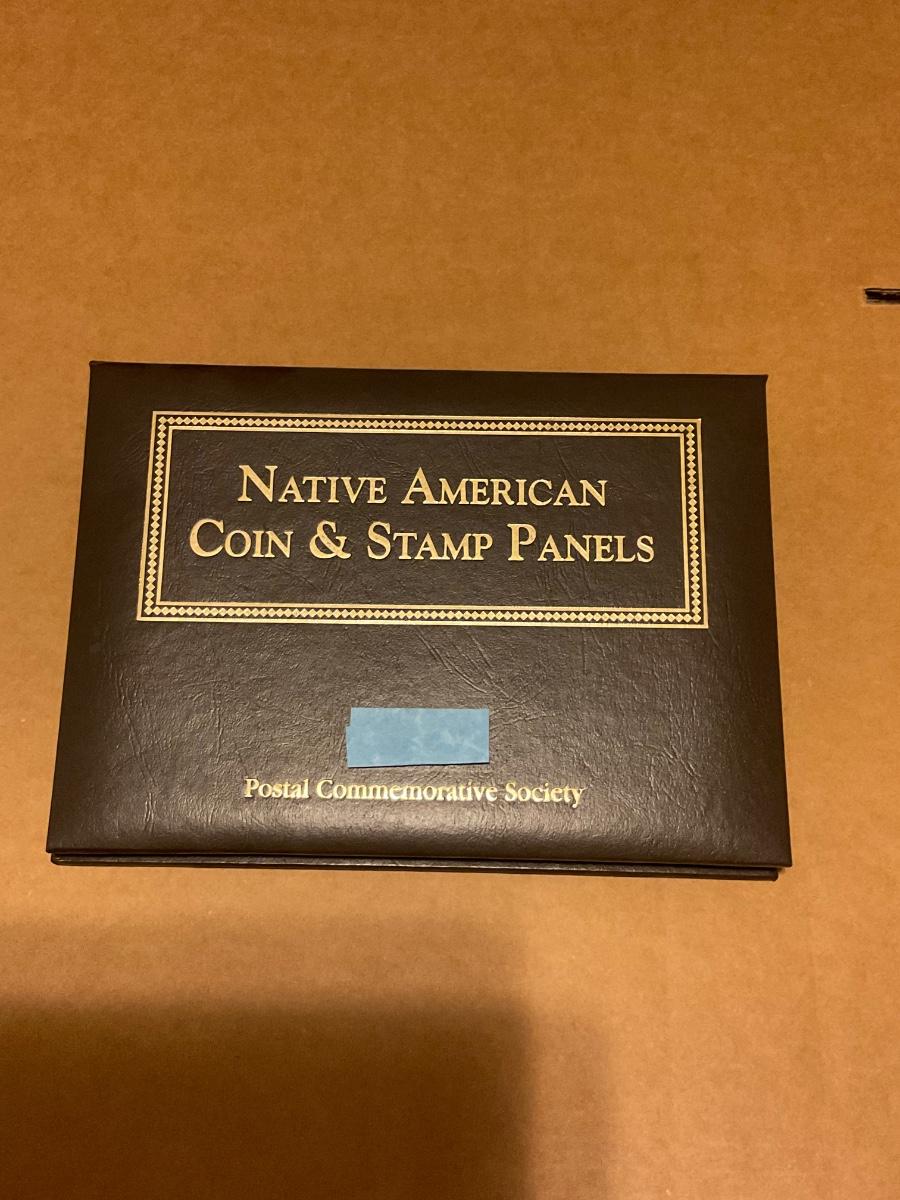 NATIVE AMERICAN
COIN & STAMP PANELS
Postal Commemorative Society